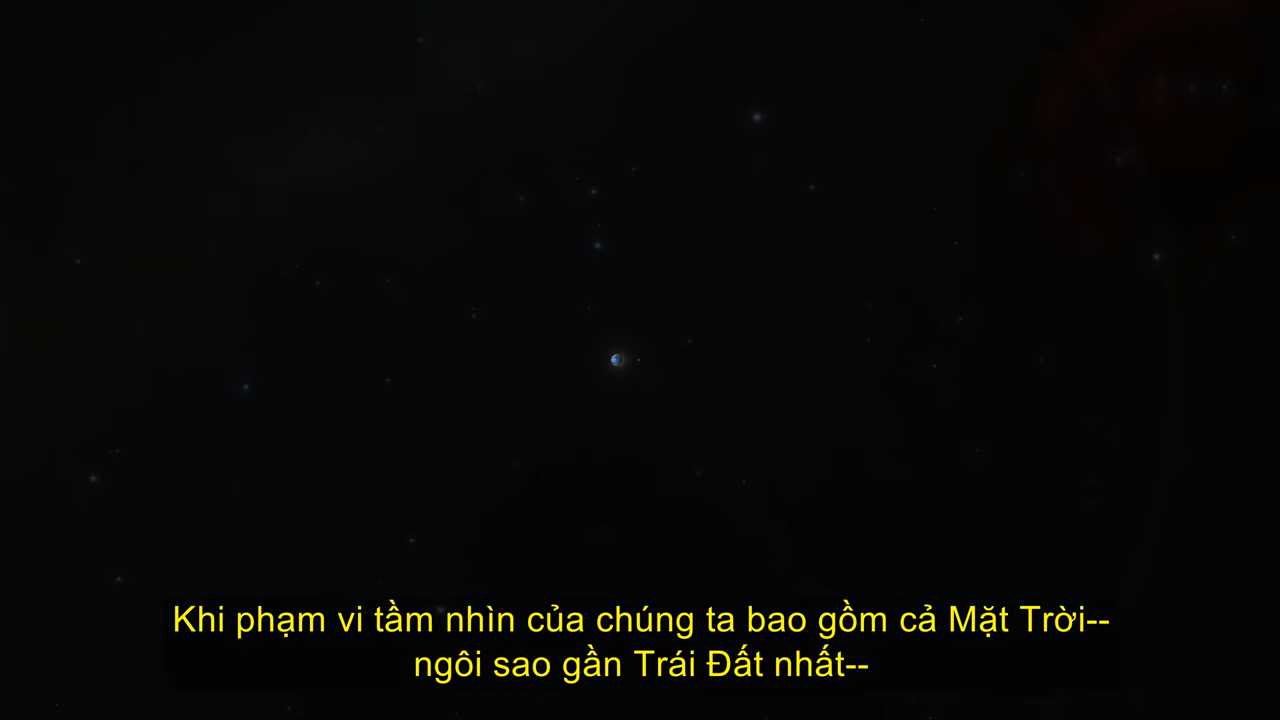 Khi phạm vi tầm nhìn của chúng ta bao gồm cả Mặt Trời--
ngôi sao gần Trái Đất nhất--